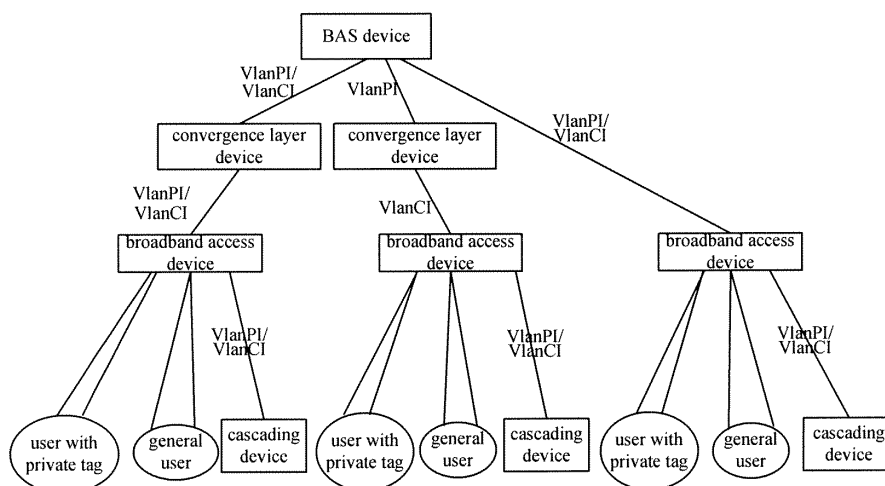 BAS device
VlanPI/
VlanCI
VlanPI
VlanPI/
VlanCI
convergence layer
device
convergence layer
device
VlanPI/
VlanCI
VlanCI
broadband access
device
broadband access
device
broadband access
device
VlanPI/
VlanCI
VlanPI/
VlanCI
VlanPI/
VlanCI
user with
private tag
general
user
cascading
device
user with
private tag
general
user
cascading
device
user with
private tag
general
user
cascading
device